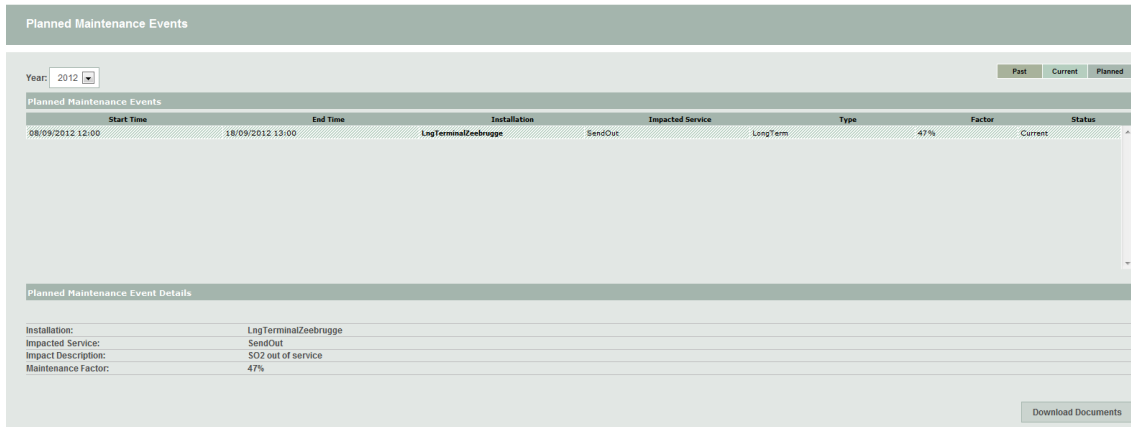 Planned Maintenance Events
Year: 2012
Past Current Planned
Planned Maintenance Events
Start Time End Time Installation Impacted Service Type Factor Status
08/09/2012 12:00 18/09/2012 13:00 LngTerminalZeebrugge SendOut LongTerm 47% Current
Planned Maintenance Event Details
Installation: LngTerminalZeebrugge
Impacted Service: SendOut
Impact Description: SO2 out of service
Maintenance Factor: 47%
Download Documents